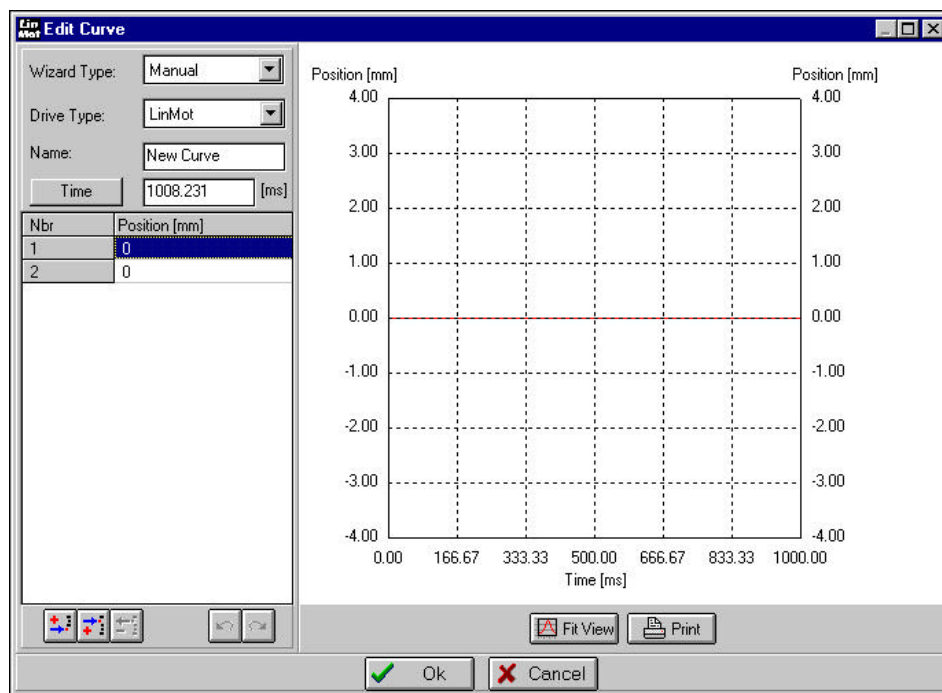 Lin Mot Edit Curve
Wizard Type: Manual
Drive Type: LinMot
Name: New Curve
Time 1008.231 [ms]
Nbr Position [mm]
1 0
2 0
Position [mm] Position [mm]
4.00 4.00
3.00 3.00
2.00 2.00
1.00 1.00
0.00 0.00
-1.00 -1.00
-2.00 -2.00
-3.00 -3.00
-4.00 -4.00
0.00 166.67 333.33 500.00 666.67 833.33 1000.00
Time [ms]
Fit View Print
Ok Cancel